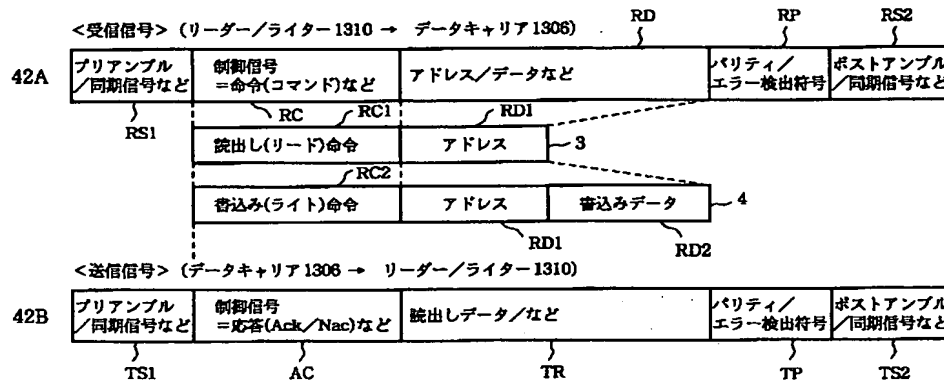 <受信信号> (リーダー/ライター1310 → データキャリア1306)
RD
RP
RS2
42A
プリアンブル
/同期信号など
制御信号
=命令(コマンド)など
アドレス/データなど
パリティ/
エラー検出符号
ポストアンブル
/同期信号など
RS1
RC
RC1
RD1
読出し(リード)命令
アドレス
3
RC2
書込み(ライト)命令
アドレス
書込みデータ
4
RD1
RD2
<送信信号> (データキャリア1306 → リーダー/ライター1310)
42B
プリアンブル
/同期信号など
制御信号
=応答(Ack/Nac)など
読出しデータ/など
パリティ/
エラー検出符号
ポストアンブル
/同期信号など
TS1
AC
TR
TP
TS2